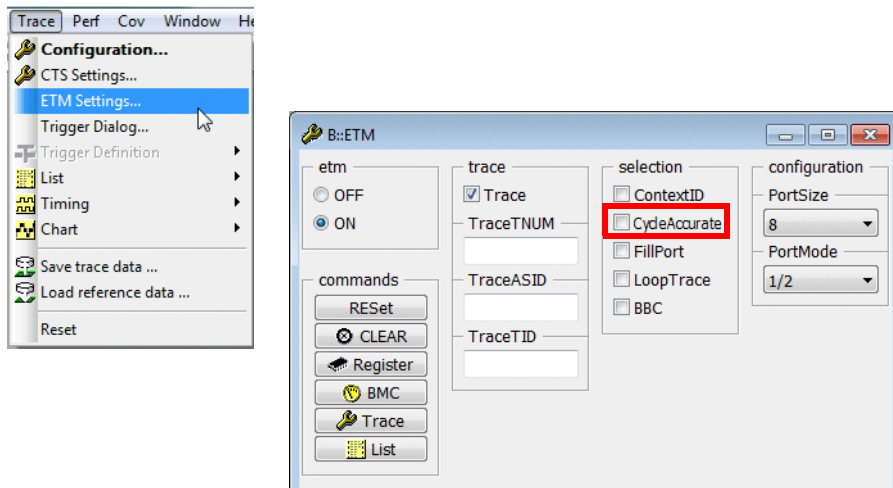 Trace Perf Cov Window He
Configuration...
CTS Settings...
ETM Settings...
Trigger Dialog...
Trigger Definition
List
Timing
Chart
Save trace data ...
Load reference data ...
Reset
B::ETM
etm
OFF
ON
commands
RESet
CLEAR
Register
BMC
Trace
List
trace
Trace
TraceTNUM
TraceASID
TraceTID
selection
ContextID
CycleAccurate
FillPort
LoopTrace
BBC
configuration
PortSize
8
PortMode
1/2